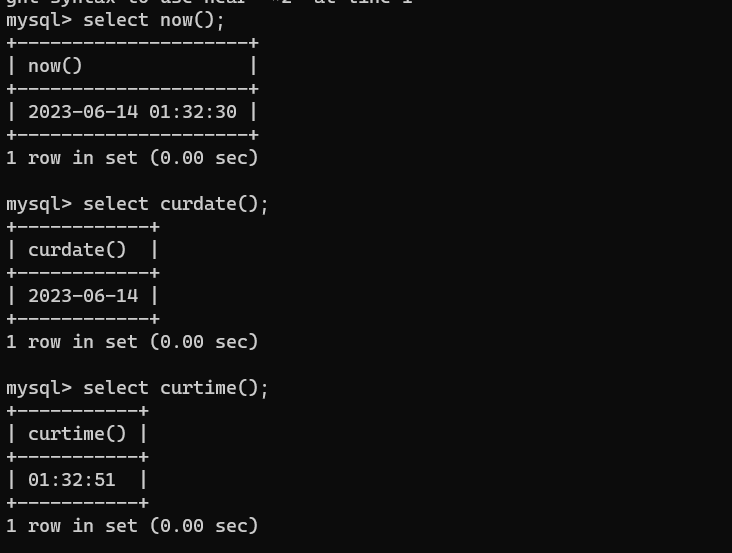 mysql> select now();
+---------------------+
| now()               |
+---------------------+
| 2023-06-14 01:32:30 |
+---------------------+
1 row in set (0.00 sec)
mysql> select curdate();
+------------+
| curdate()  |
+------------+
| 2023-06-14 |
+------------+
1 row in set (0.00 sec)
mysql> select curtime();
+-----------+
| curtime() |
+-----------+
| 01:32:51  |
+-----------+
1 row in set (0.00 sec)